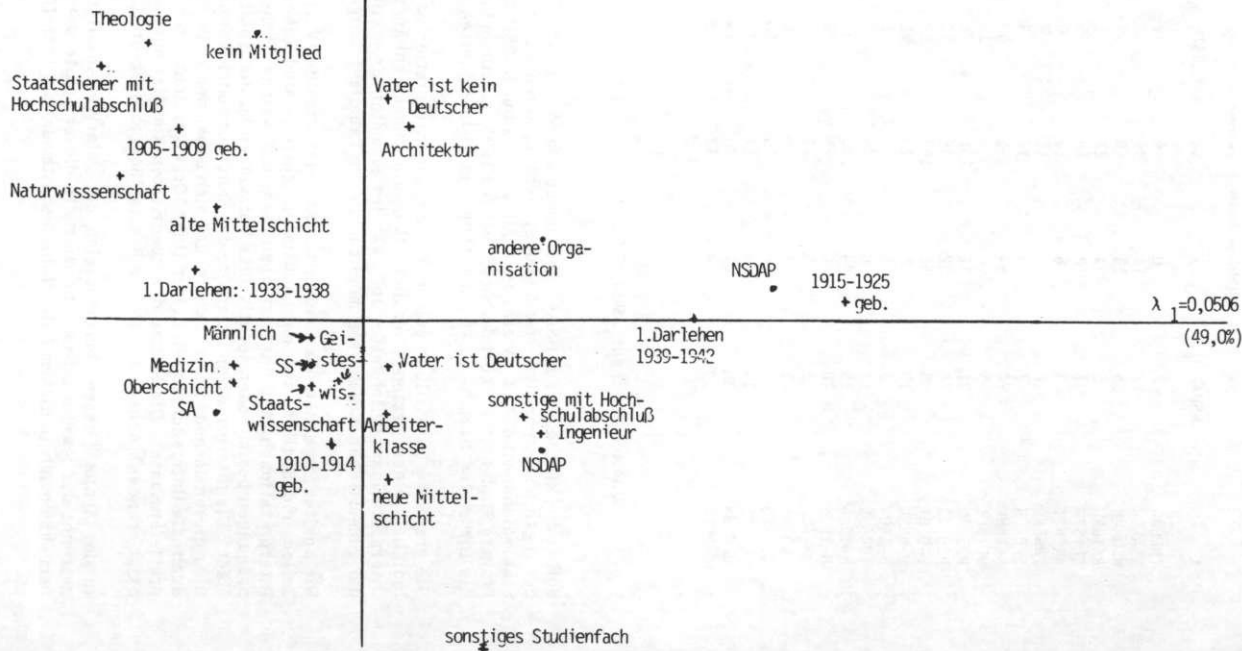 Theologie
kein Mitglied
Staatsdiener mit
Hochschulabschluß
Vater ist kein
Deutscher
1905-1909 geb.
Architektur
Naturwisssenschaft
alte Mittelschicht
andere Orga-
nisation
NSDAP
1915-1925
geb.
1.Darlehen: 1933-1938
λ 1=0,0506
(49,0%)
Männlich
Gei-
stes-
wis-
1.Darlehen
1939-1942
Medizin
SS
Vater ist Deutscher
Oberschicht
SA
Staats-
wissenschaft
sonstige mit Hoch-
schulabschluß
Arbeiter-
klasse
Ingenieur
NSDAP
1910-1914
geb.
neue Mittel-
schicht
sonstiges Studienfach